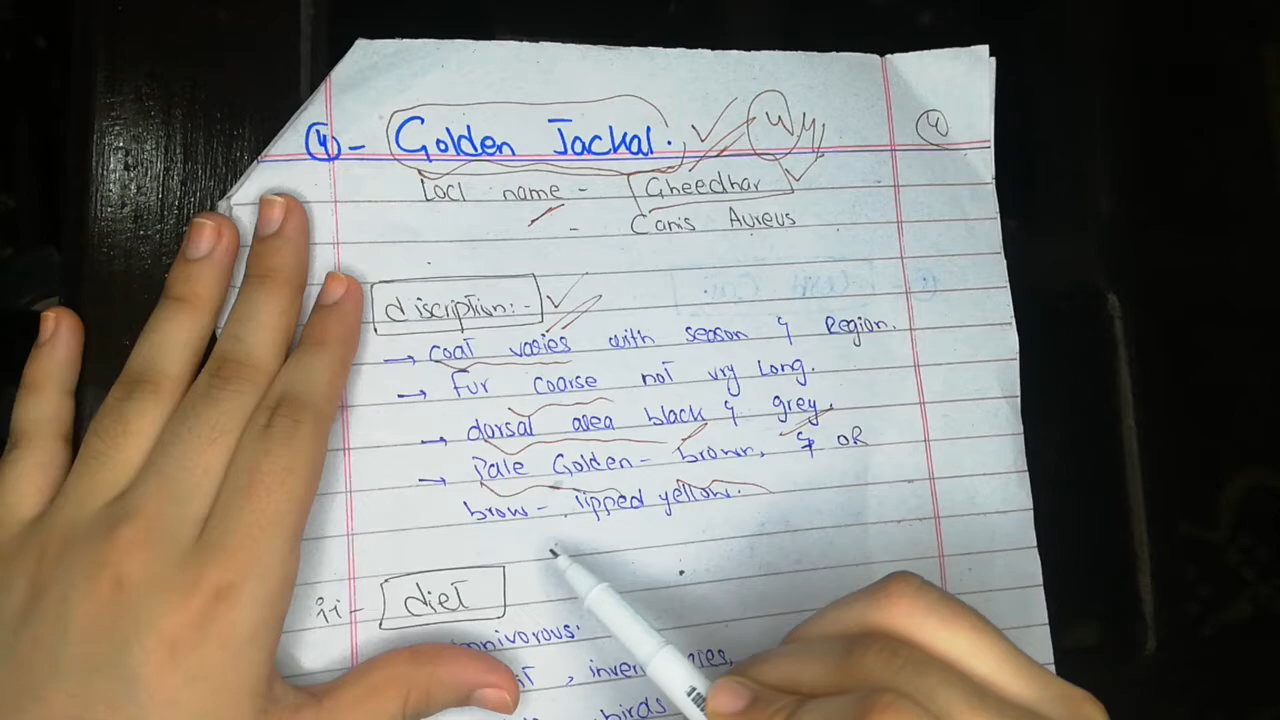 4 - Golden Jackal. 4
Locl name - Gheedhar
- Canis Aureus
discription:-
→ coat varies with season & Region.
→ Fur coarse not vry Long.
→ dorsal area black & grey.
→ Pale Golden - brown, & OR
brow - tipped yellow.
ii - diet
omnivorous.
birds